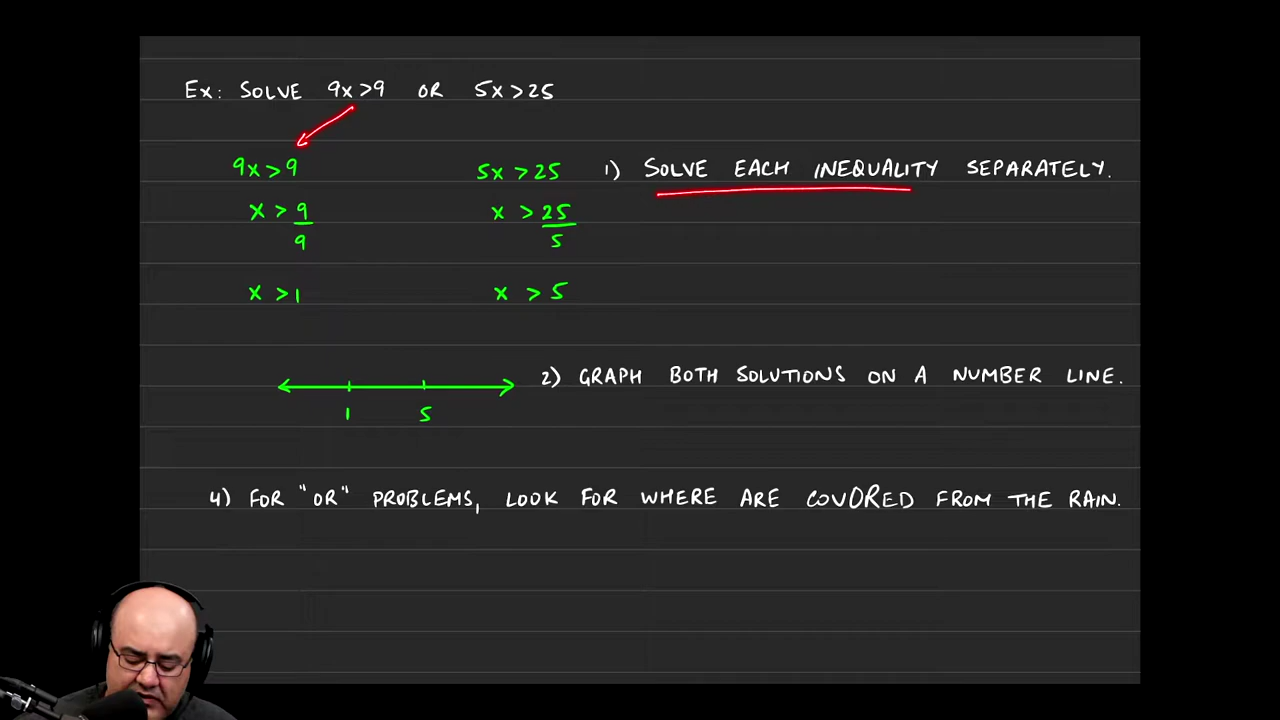 Ex: SOLVE 9x>9 OR 5x>25
9x>9 5x>25 1) SOLVE EACH INEQUALITY SEPARATELY.
x > 9/9 x > 25/5
x >1 x > 5
2) GRAPH BOTH SOLUTIONS ON A NUMBER LINE.
1 5
4) FOR "OR" PROBLEMS, LOOK FOR WHERE ARE COVORED FROM THE RAIN.